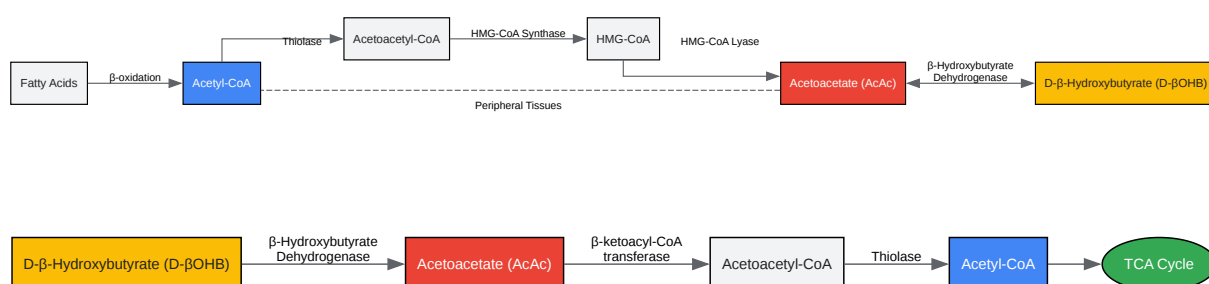 Acetoacetyl-CoA
HMG-CoA Synthase
HMG-CoA
Thiolase
HMG-CoA Lyase
Fatty Acids
β-oxidation
Acetyl-CoA
Acetoacetate (AcAc)
β-Hydroxybutyrate
Dehydrogenase
D-β-Hydroxybutyrate (D-βOHB)
Peripheral Tissues
D-β-Hydroxybutyrate (D-βOHB)
β-Hydroxybutyrate
Dehydrogenase
Acetoacetate (AcAc)
β-ketoacyl-CoA
transferase
Acetoacetyl-CoA
Thiolase
Acetyl-CoA
TCA Cycle